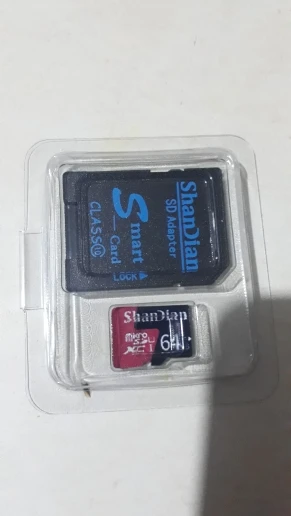 ShanDian
SD Adapter
Smart
Card
CLASS10
LOCK
ShanDian
micro
SD
XC I
64